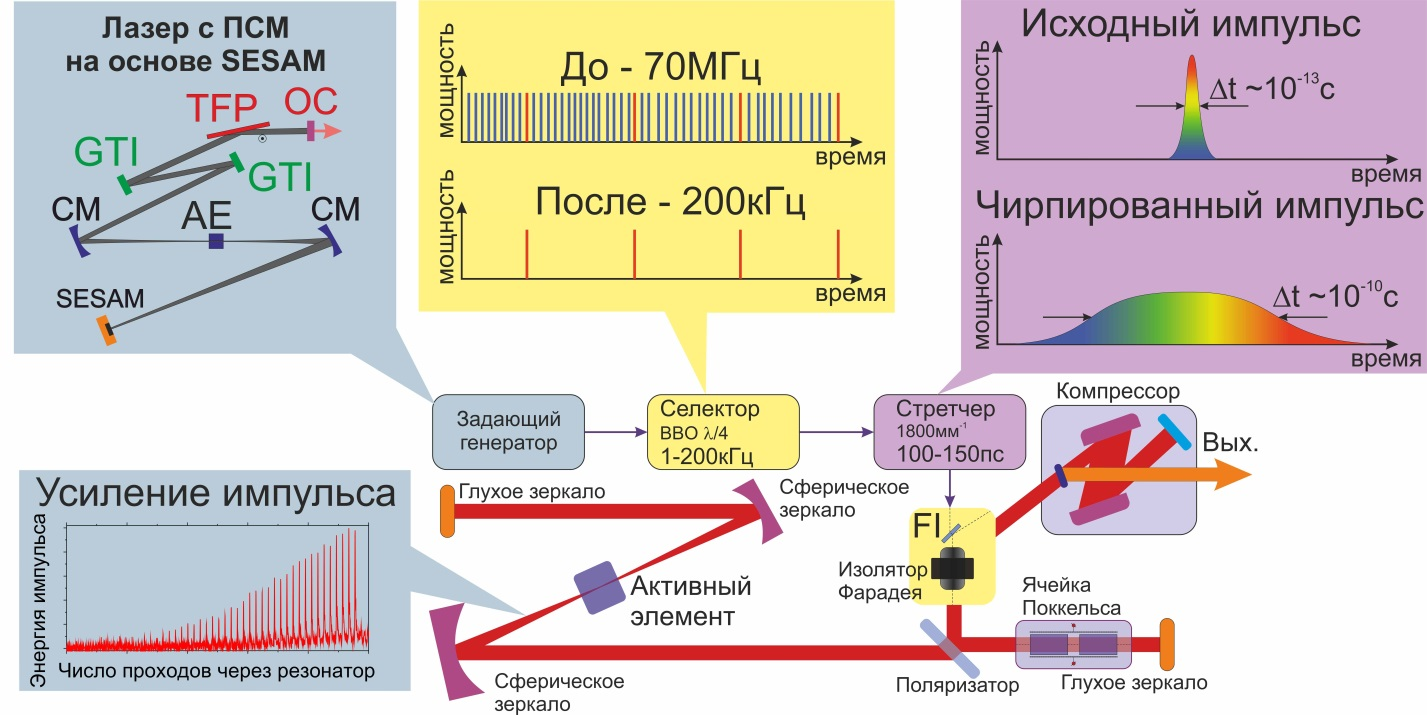 Лазер с ПСМ
на основе SESAM
TFP
OC
GTI
GTI
CM
AE
CM
SESAM
До - 70МГц
мощность
время
После - 200кГц
мощность
время
Исходный импульс
мощность
Δt ~10⁻¹³с
время
Чирпированный импульс
мощность
Δt ~10⁻¹⁰с
время
Задающий
генератор
Селектор
BBO λ/4
1-200кГц
Стретчер
1800мм⁻¹
100-150пс
Компрессор
Вых.
Усиление импульса
Энергия импульса
Число проходов через резонатор
Глухое зеркало
Сферическое
зеркало
Активный
элемент
Сферическое
зеркало
FI
Изолятор
Фарадея
Ячейка
Поккельса
Поляризатор
Глухое зеркало